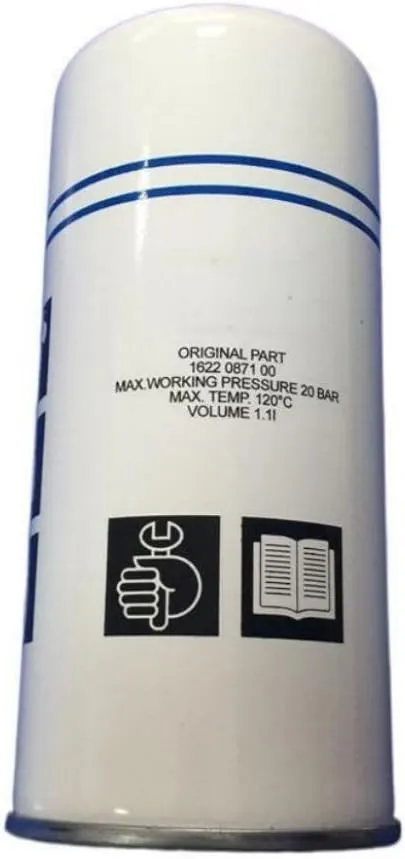 ORIGINAL PART
1622 0871 00
MAX.WORKING PRESSURE 20 BAR
MAX. TEMP. 120°C
VOLUME 1.1l